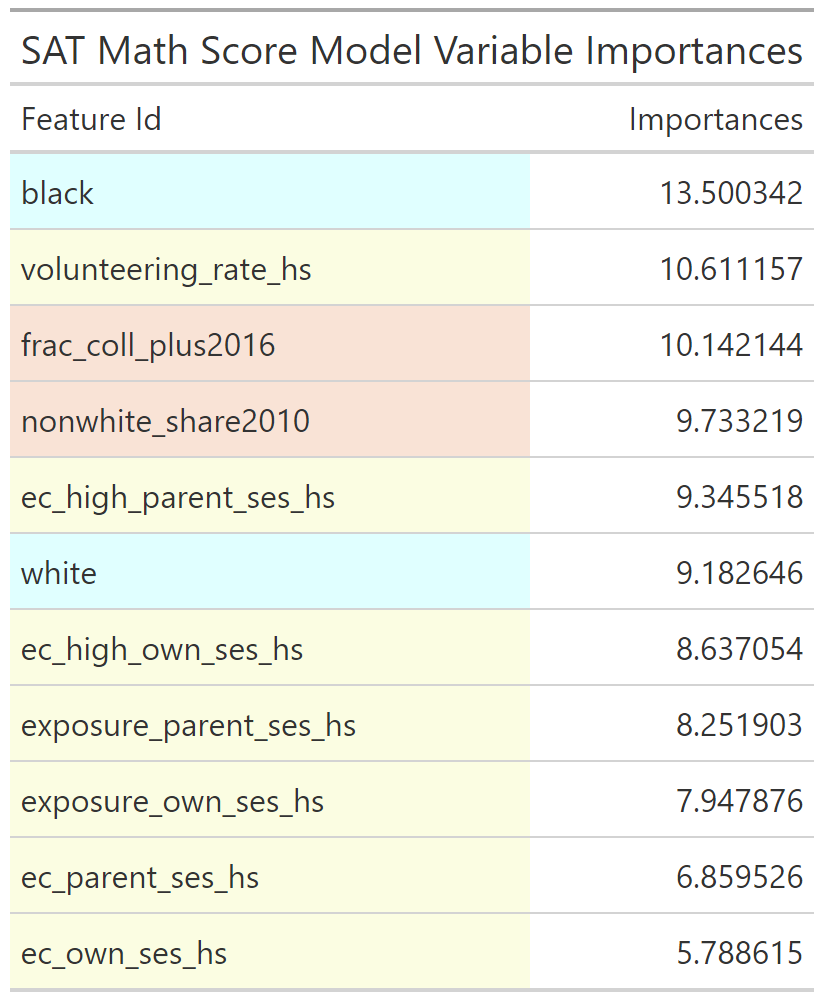 SAT Math Score Model Variable Importances
Feature Id Importances
black 13.500342
volunteering_rate_hs 10.611157
frac_coll_plus2016 10.142144
nonwhite_share2010 9.733219
ec_high_parent_ses_hs 9.345518
white 9.182646
ec_high_own_ses_hs 8.637054
exposure_parent_ses_hs 8.251903
exposure_own_ses_hs 7.947876
ec_parent_ses_hs 6.859526
ec_own_ses_hs 5.788615